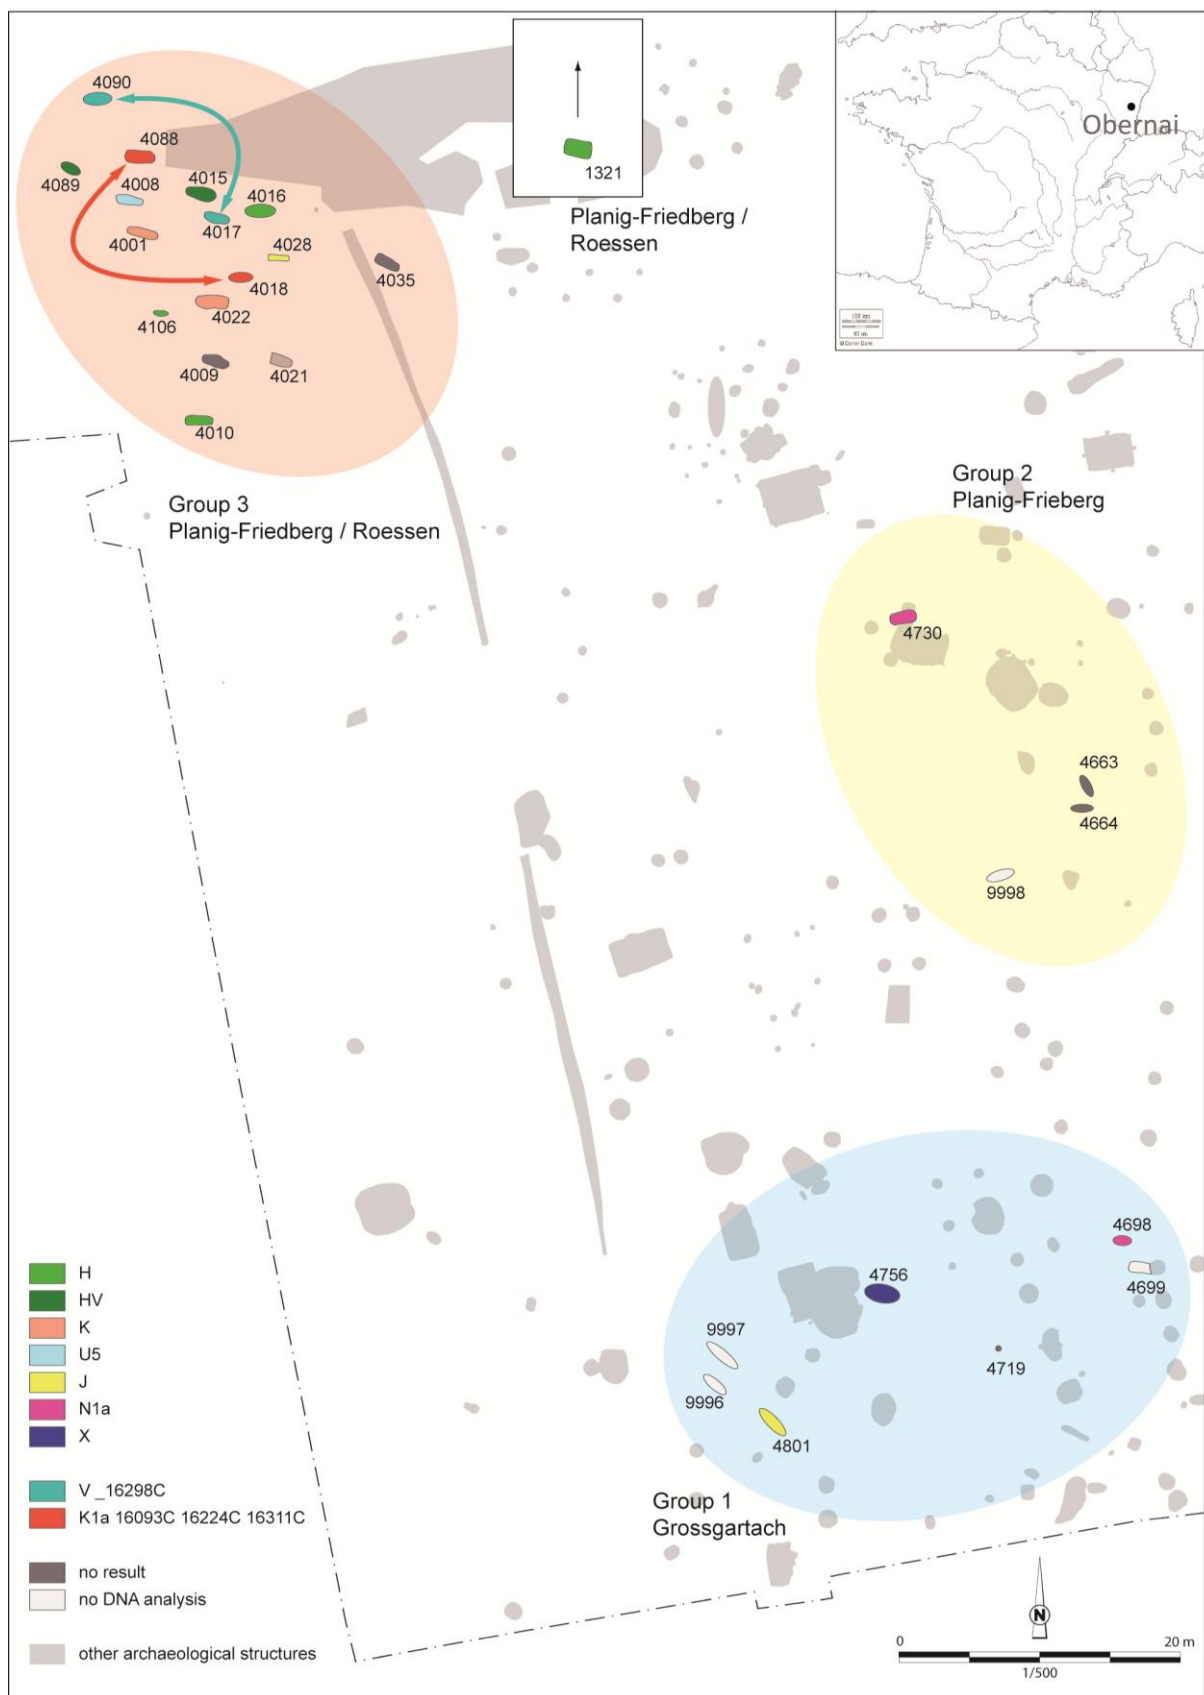 4090
4088
4089
4008
4015
4016
4017
4001
4028
4035
4018
4022
4106
4009
4021
4010
Group 3
Planig-Friedberg / Roessen
1321
Planig-Friedberg /
Roessen
Obernai
Group 2
Planig-Frieberg
4730
4663
4664
9998
4698
4699
4756
9997
4719
9996
4801
Group 1
Grossgartach
H
HV
K
U5
J
N1a
X
V _16298C
K1a 16093C 16224C 16311C
no result
no DNA analysis
other archaeological structures
N
0 20 m
1/500